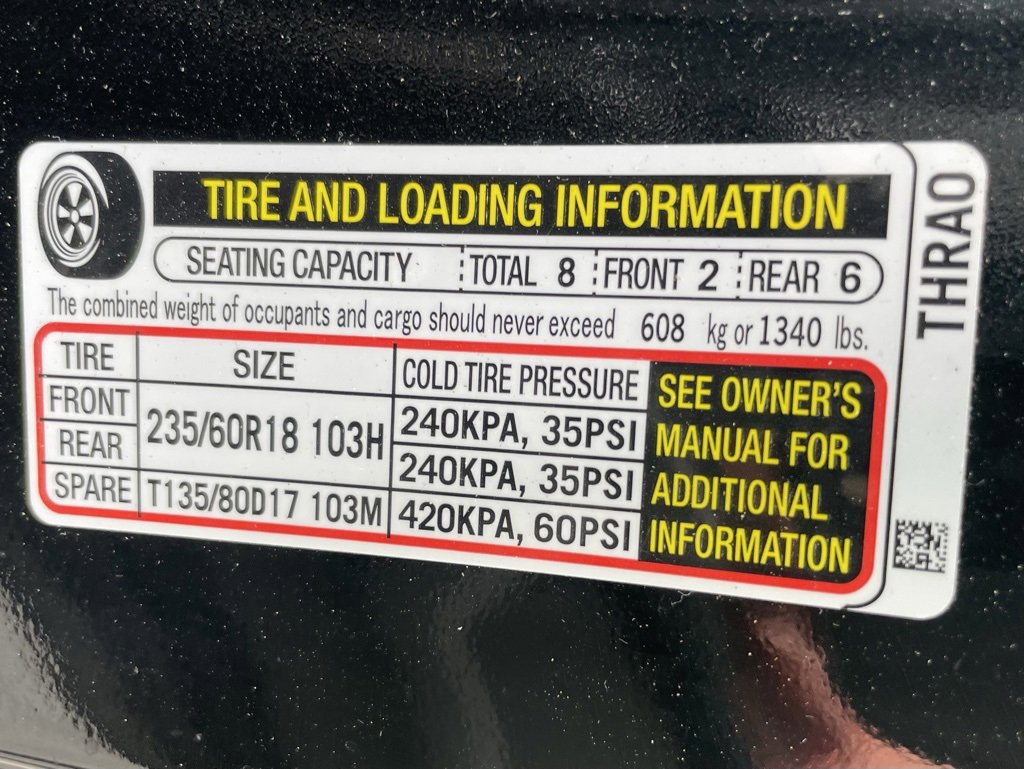 TIRE AND LOADING INFORMATION
SEATING CAPACITY TOTAL 8 FRONT 2 REAR 6
The combined weight of occupants and cargo should never exceed 608 kg or 1340 lbs.
TIRE SIZE COLD TIRE PRESSURE
FRONT 235/60R18 103H 240KPA, 35PSI
REAR 240KPA, 35PSI
SPARE T135/80D17 103M 420KPA, 60PSI
SEE OWNER'S
MANUAL FOR
ADDITIONAL
INFORMATION
THRAO